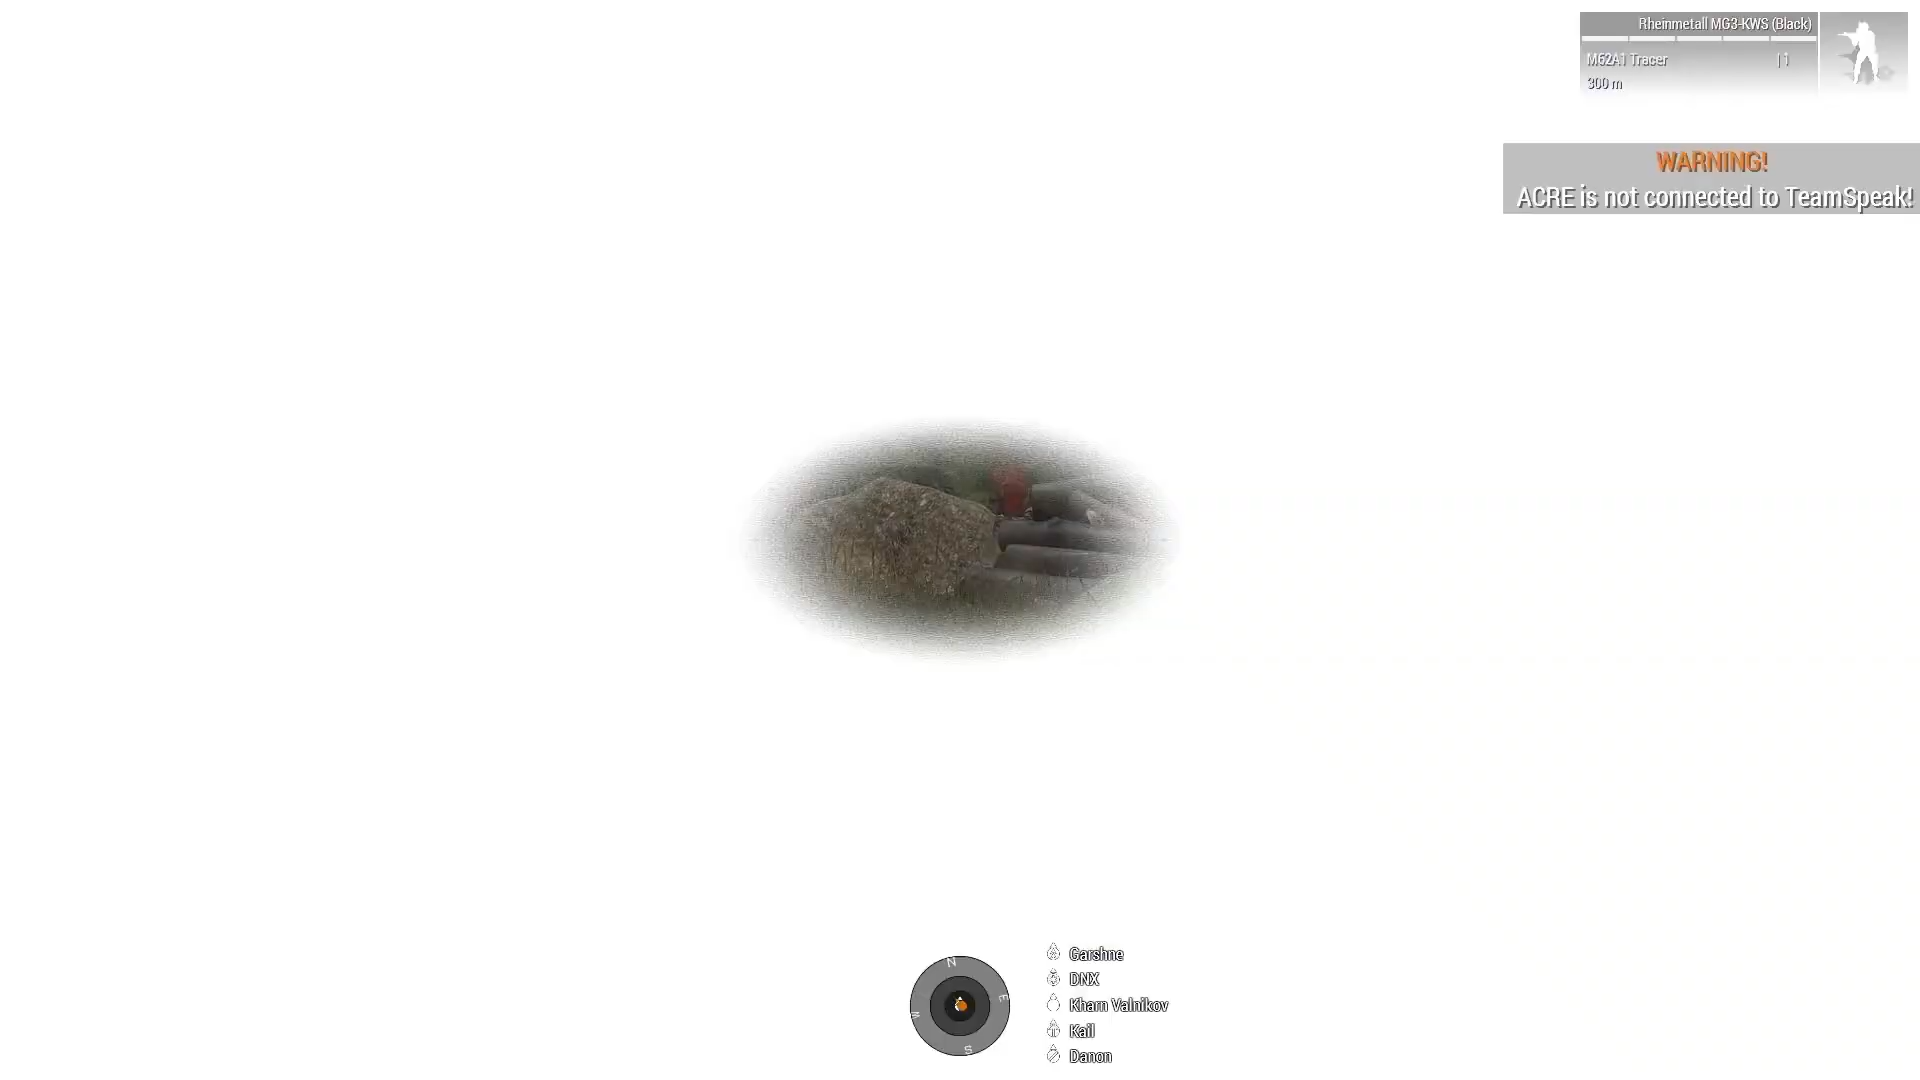 Rheinmetall MG3-KWS (Black)
M62A1 Tracer | 1
300 m
WARNING!
ACRE is not connected to TeamSpeak!
N
E
W
S
Garshne
DNX
Kharn Valnikov
Kail
Danon